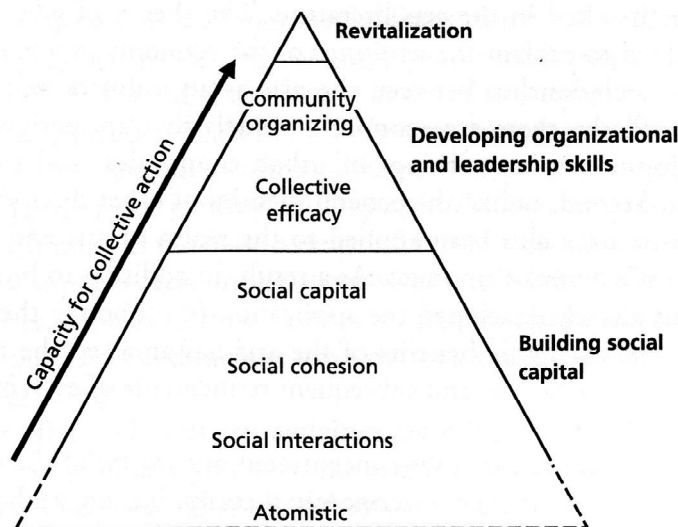 Revitalization
Community
organizing
Developing organizational
and leadership skills
Collective
efficacy
Capacity for collective action
Social capital
Building social
capital
Social cohesion
Social interactions
Atomistic